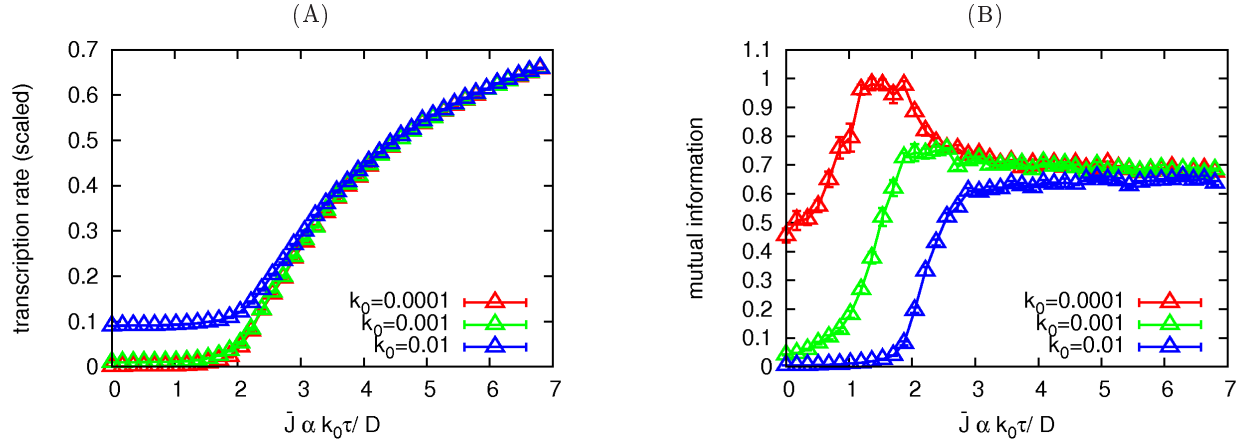 (A)
transcription rate (scaled)
0.7
0.6
0.5
0.4
0.3
0.2
0.1
0
0 1 2 3 4 5 6 7
k₀=0.0001
k₀=0.001
k₀=0.01
J̄ α k₀τ/ D
(B)
mutual information
1.1
1
0.9
0.8
0.7
0.6
0.5
0.4
0.3
0.2
0.1
0
0 1 2 3 4 5 6 7
k₀=0.0001
k₀=0.001
k₀=0.01
J̄ α k₀τ/ D